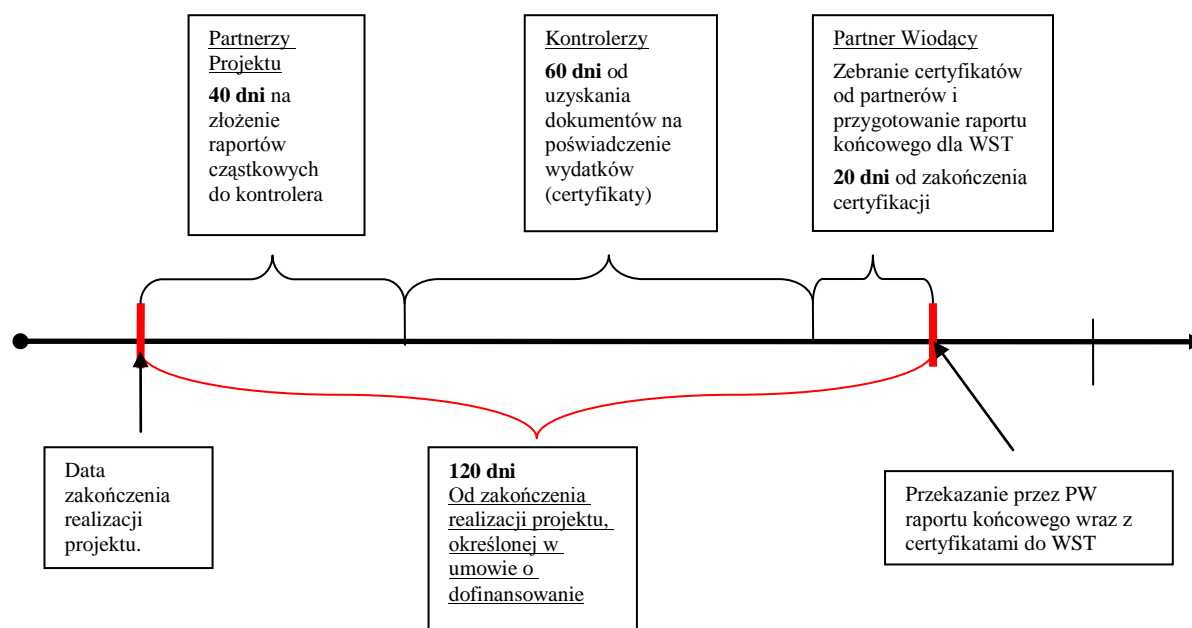 Partnerzy
Projektu
40 dni na
złożenie
raportów
cząstkowych
do kontrolera
Kontrolerzy
60 dni od
uzyskania
dokumentów na
poświadczenie
wydatków
(certyfikaty)
Partner Wiodący
Zebranie certyfikatów
od partnerów i
przygotowanie raportu
końcowego dla WST
20 dni od zakończenia
certyfikacji
Data
zakończenia
realizacji
projektu.
120 dni
Od zakończenia
realizacji projektu,
określonej w
umowie o
dofinansowanie
Przekazanie przez PW
raportu końcowego wraz z
certyfikatami do WST